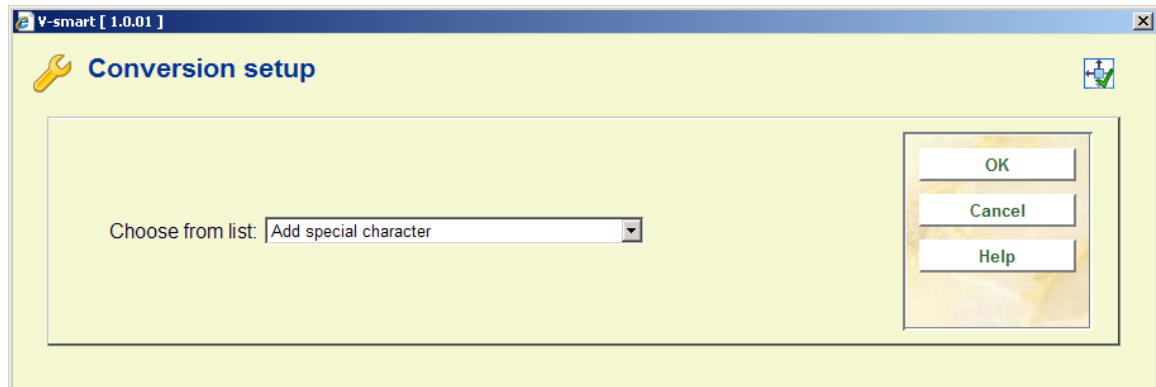 V-smart [ 1.0.01 ]
Conversion setup
OK
Choose from list: Add special character
Cancel
Help